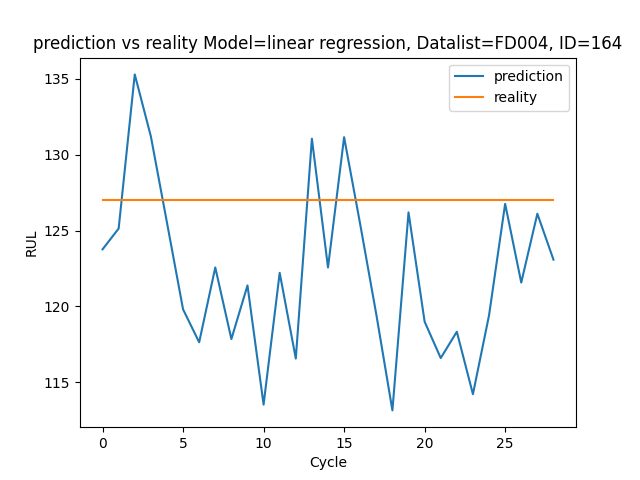 prediction vs reality Model=linear regression, Datalist=FD004, ID=164
prediction
reality
135
130
125
120
115
RUL
0 5 10 15 20 25
Cycle